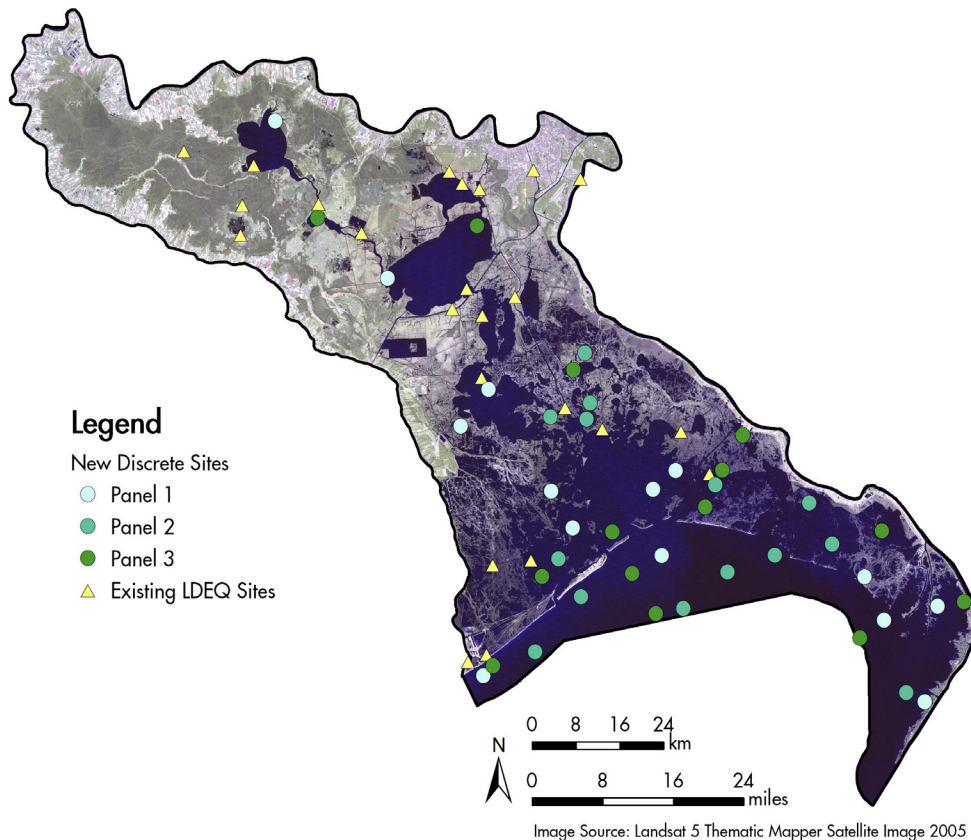 Legend
New Discrete Sites
Panel 1
Panel 2
Panel 3
Existing LDEQ Sites
N
0 8 16 24
km
0 8 16 24
miles
Image Source: Landsat 5 Thematic Mapper Satellite Image 2005